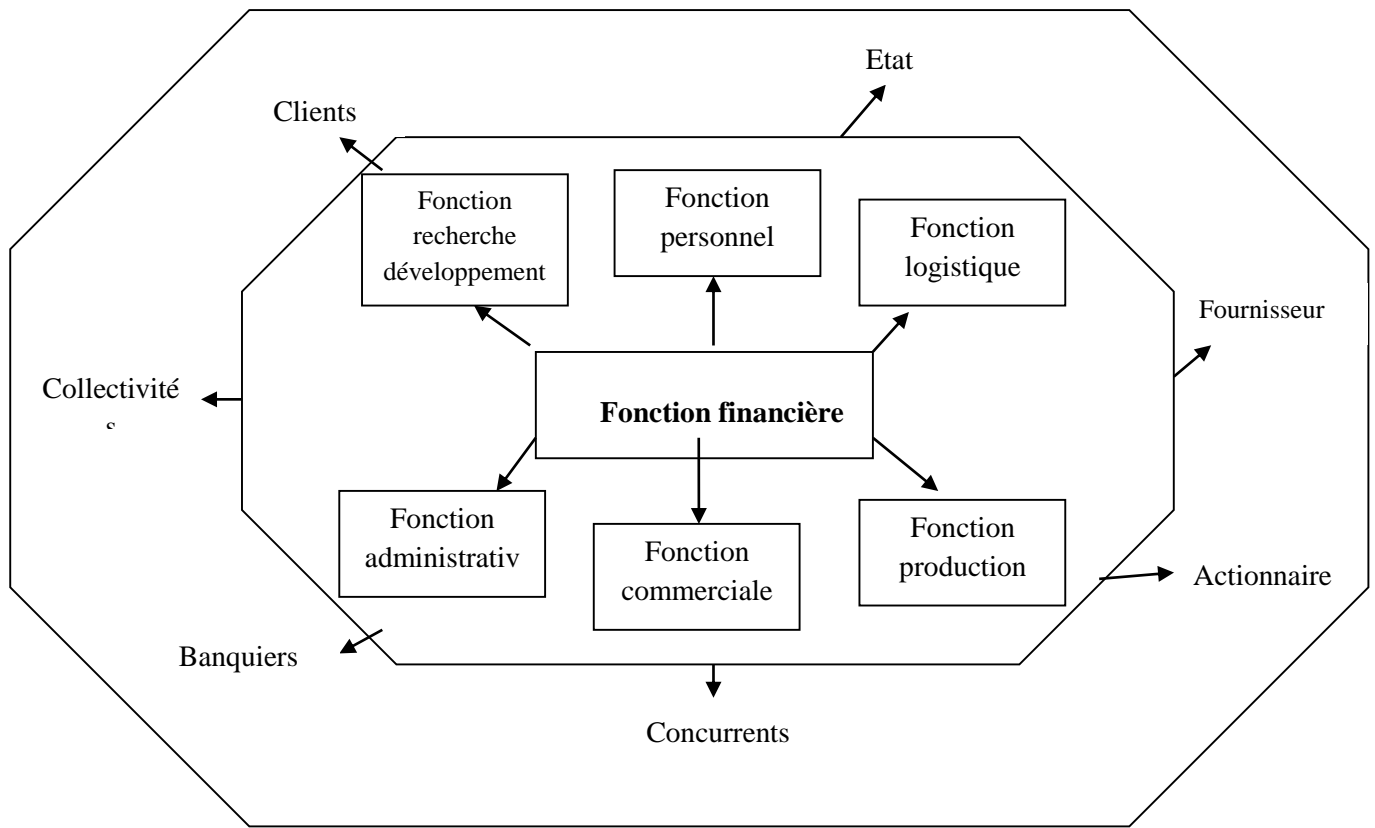 Etat
Clients
Fonction
recherche
développement
Fonction
personnel
Fonction
logistique
Fournisseur
Collectivité
s
Fonction financière
Fonction
administrativ
Fonction
commerciale
Fonction
production
Actionnaire
Banquiers
Concurrents